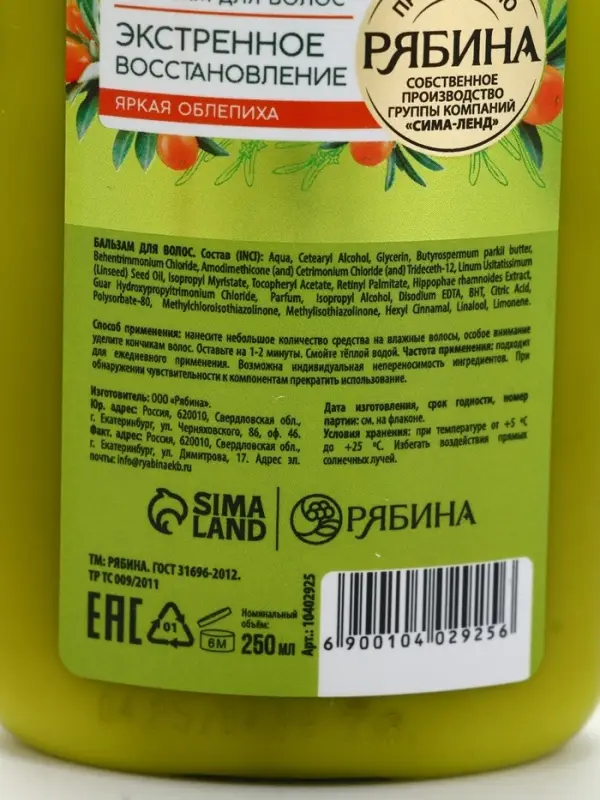 ДЛЯ ВОЛОС
ЭКСТРЕННОЕ
ВОССТАНОВЛЕНИЕ
ЯРКАЯ ОБЛЕПИХА
РЯБИНА
СОБСТВЕННОЕ
ПРОИЗВОДСТВО
ГРУППЫ КОМПАНИЙ
«СИМА-ЛЕНД»
БАЛЬЗАМ ДЛЯ ВОЛОС. Состав (INCI): Aqua, Cetearyl Alcohol, Glycerin, Butyrospermum parkii butter,
Behentrimmonium Chloride, Amodimethicone (and) Cetrimonium Chloride (and) Trideceth-12, Linum Usitatissimum
(Linseed) Seed Oil, Isopropyl Myristate, Tocopheryl Acetate, Retinyl Palmitate, Hippophae rhamnoides Extract,
Guar Hydroxypropyltrimonium Chloride, Parfum, Isopropyl Alcohol, Disodium EDTA, BHT, Citric Acid,
Polysorbate-80, Methylchloroisothiazolinone, Methylisothiazolinone, Hexyl Cinnamal, Linalool, Limonene.
Способ применения: нанесите небольшое количество средства на влажные волосы, особое внимание
уделите кончикам волос. Оставьте на 1-2 минуты. Смойте тёплой водой. Частота применения: подходит
для ежедневного применения. Возможна индивидуальная непереносимость ингредиентов. При
обнаружении чувствительности к компонентам прекратить использование.
Изготовитель: ООО «Рябина».
Юр. адрес: Россия, 620010, Свердловская обл.,
г. Екатеринбург, ул. Черняховского, 86, оф. 46.
Факт. адрес: Россия, 620010, Свердловская обл.,
г. Екатеринбург, ул. Димитрова, 17. Адрес эл.
почты: info@ryabinaekb.ru
Дата изготовления, срок годности, номер
партии: см. на флаконе.
Условия хранения: при температуре от +5 °C
до +25 °C. Избегать воздействия прямых
солнечных лучей.
SIMA
LAND
РЯБИНА
ТМ: РЯБИНА. ГОСТ 31696-2012.
ТР ТС 009/2011
EAC
01
6M
Номинальный
объём:
250 мл
Арт.: 10402925
6 900104 029256